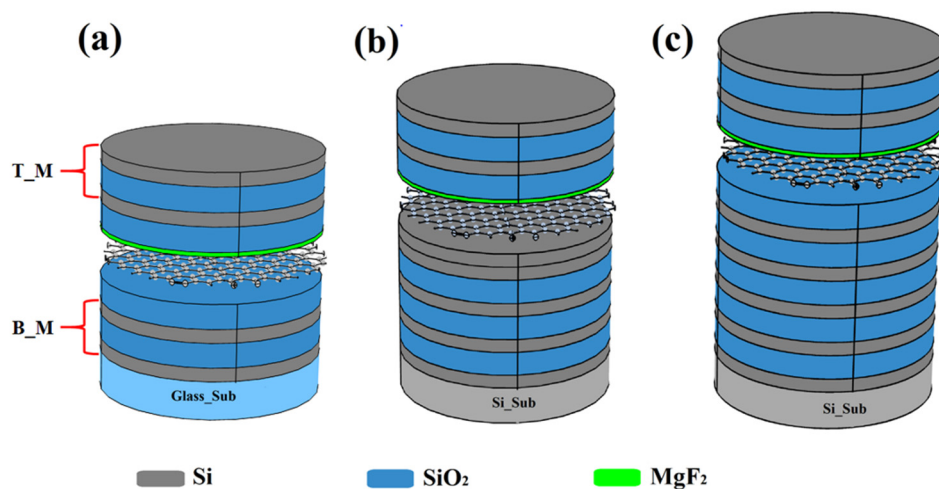 (a)
(b)
(c)
T_M
B_M
Glass_Sub
Si_Sub
Si_Sub
Si
SiO₂
MgF₂